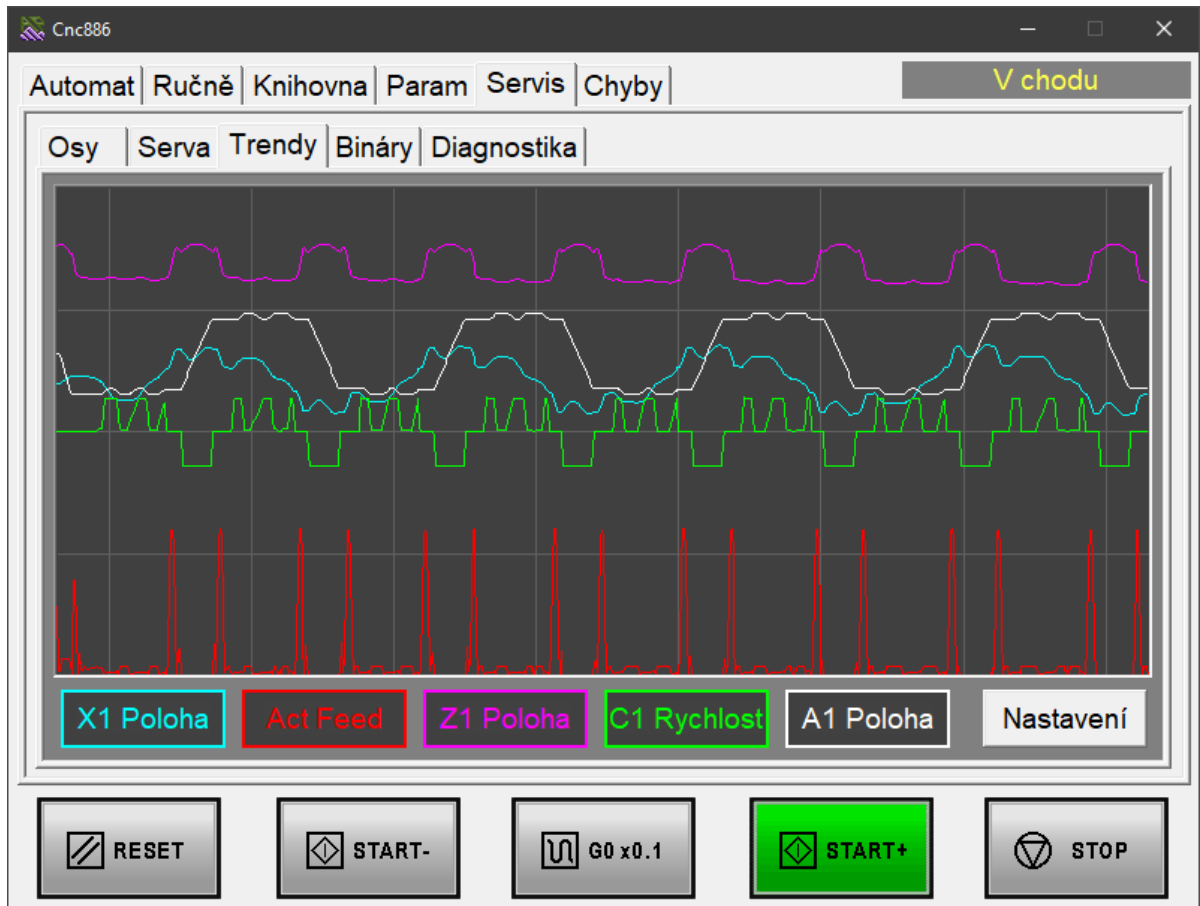 Cnc886
Automat Ručně Knihovna Param Servis Chyby V chodu
Osy Serva Trendy Bináry Diagnostika
X1 Poloha Act Feed Z1 Poloha C1 Rychlost A1 Poloha Nastavení
RESET START- G0 x0.1 START+ STOP